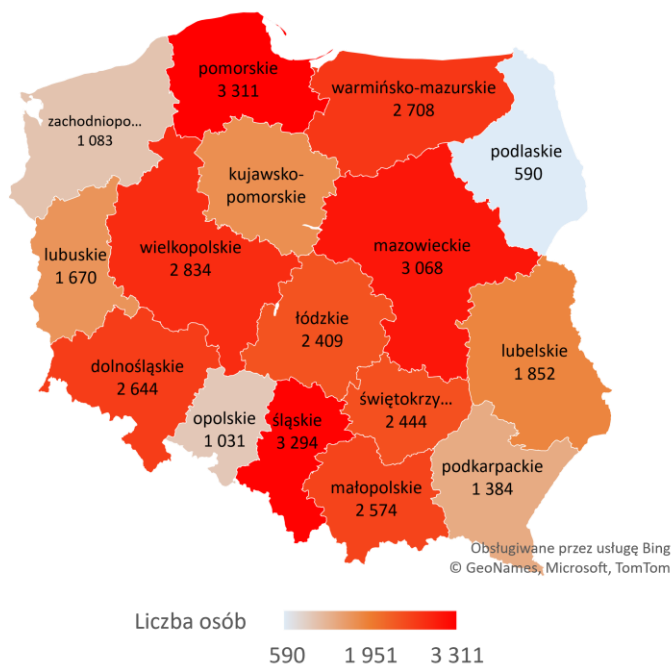 pomorskie
3 311
warmińsko-mazurskie
2 708
zachodniopo...
1 083
podlaskie
590
kujawsko-
pomorskie
lubuskie
1 670
wielkopolskie
2 834
mazowieckie
3 068
łódzkie
2 409
lubelskie
1 852
dolnośląskie
2 644
opolskie
1 031
śląskie
3 294
świętokrzy...
2 444
małopolskie
2 574
podkarpackie
1 384
Obsługiwane przez usługę Bing
© GeoNames, Microsoft, TomTom
Liczba osób
590 1 951 3 311